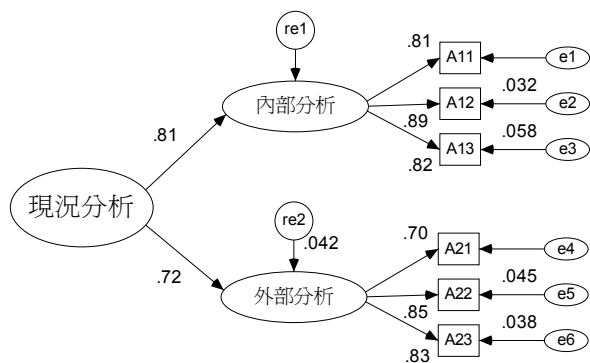 re1
.81
A11
e1
內部分析
A12
.032
e2
.89
.81
A13
.058
e3
.82
現況分析
re2
.042
.70
A21
e4
.72
外部分析
A22
.045
e5
.85
A23
.038
e6
.83